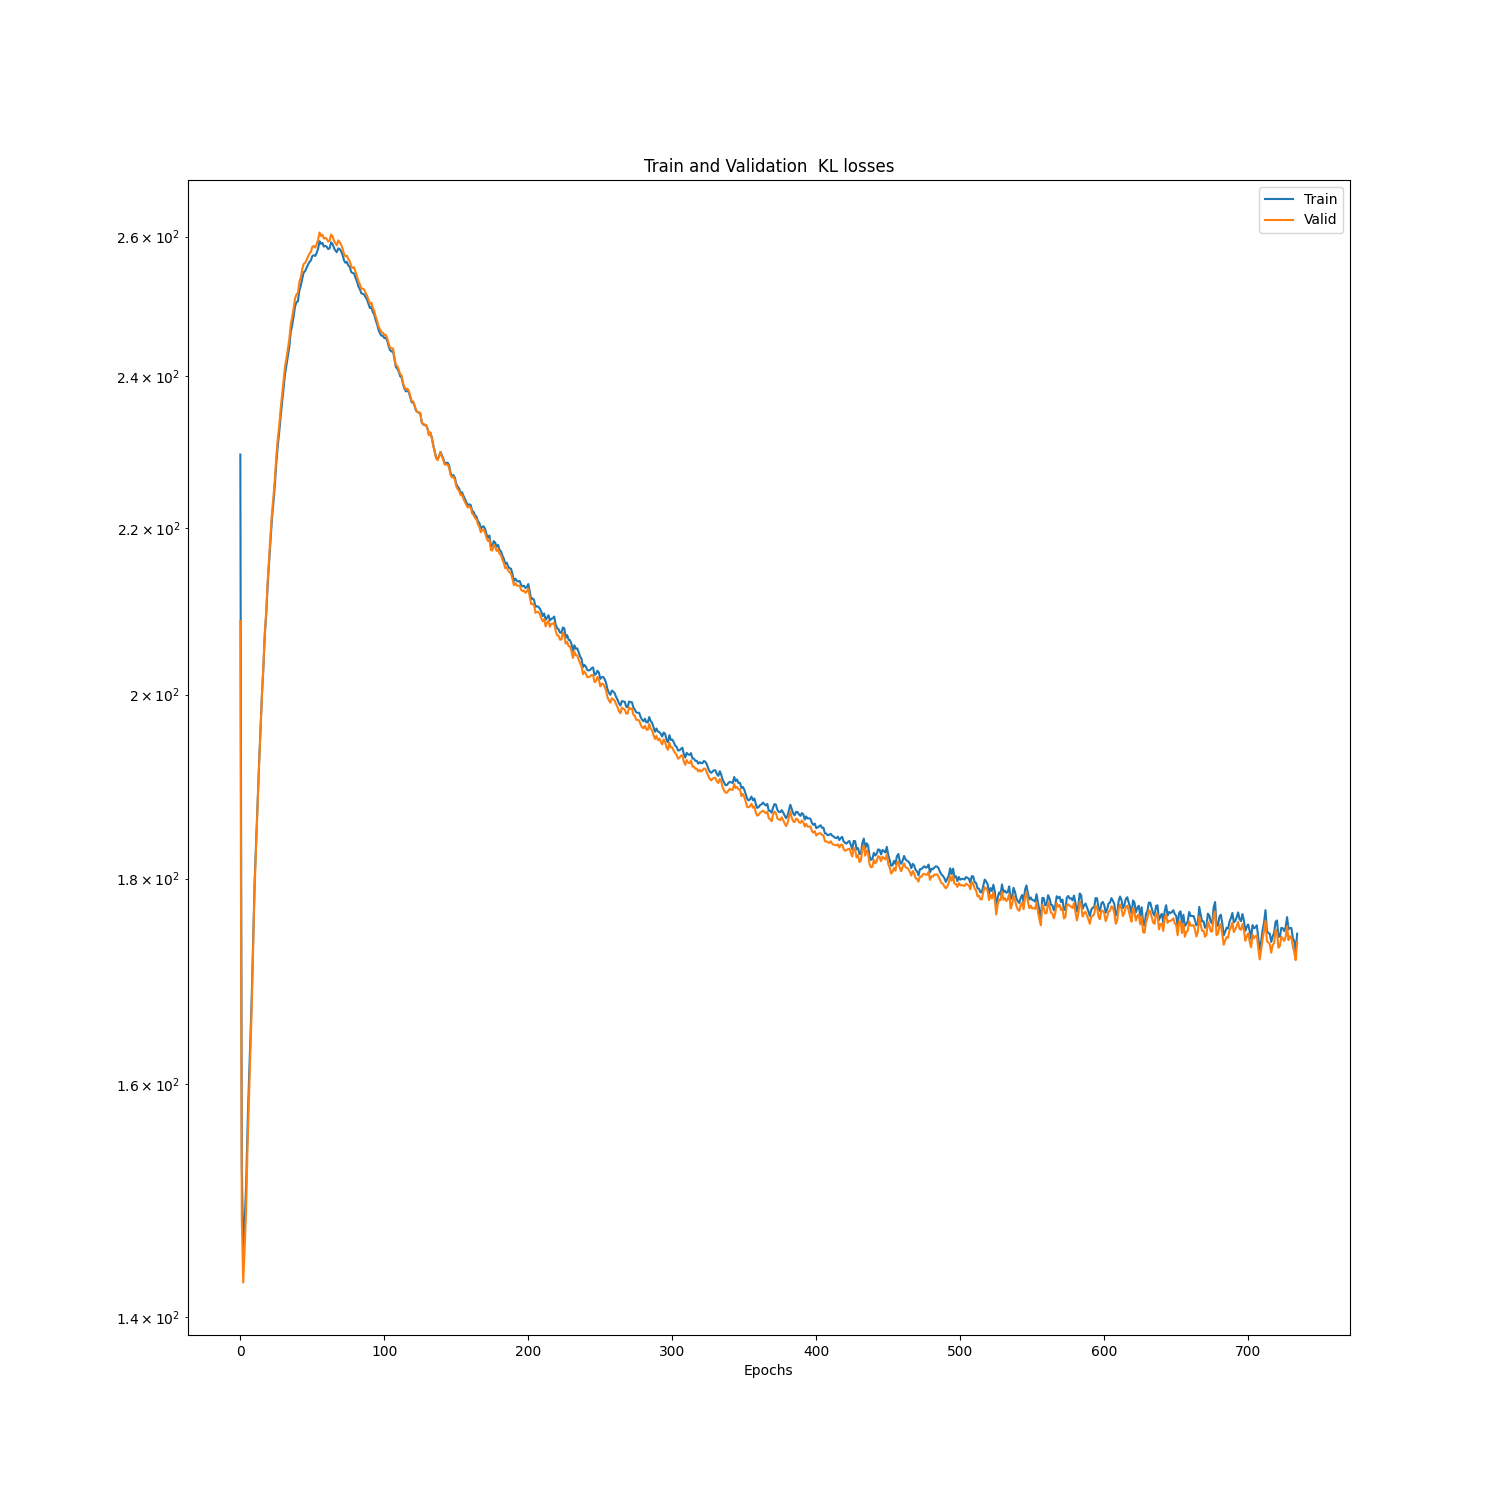 Train and Validation  KL losses
Train
Valid
2.6 × 10²
2.4 × 10²
2.2 × 10²
2 × 10²
1.8 × 10²
1.6 × 10²
1.4 × 10²
0 100 200 300 400 500 600 700
Epochs